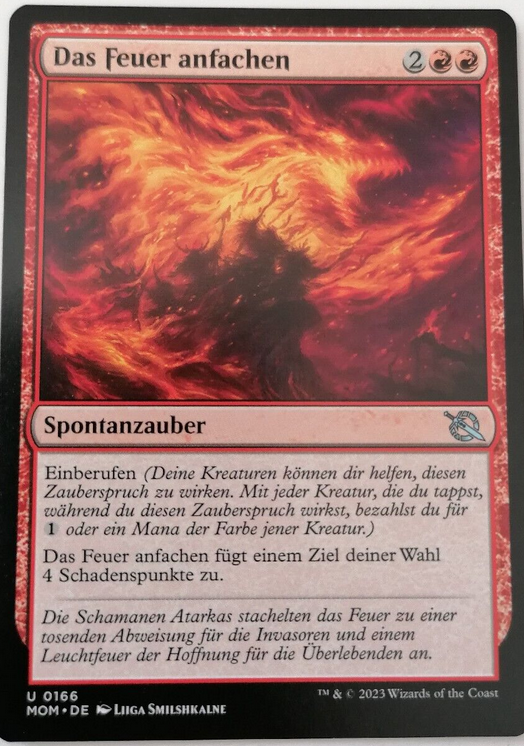 Das Feuer anfachen 2
Spontanzauber
Einberufen (Deine Kreaturen können dir helfen, diesen
Zauberspruch zu wirken. Mit jeder Kreatur, die du tappst,
während du diesen Zauberspruch wirkst, bezahlst du für
1 oder ein Mana der Farbe jener Kreatur.)
Das Feuer anfachen fügt einem Ziel deiner Wahl
4 Schadenspunkte zu.
Die Schamanen Atarkas stachelten das Feuer zu einer
tosenden Abweisung für die Invasoren und einem
Leuchtfeuer der Hoffnung für die Überlebenden an.
U 0166
MOM • DE LIIGA SMILSHKALNE
™ & © 2023 Wizards of the Coast